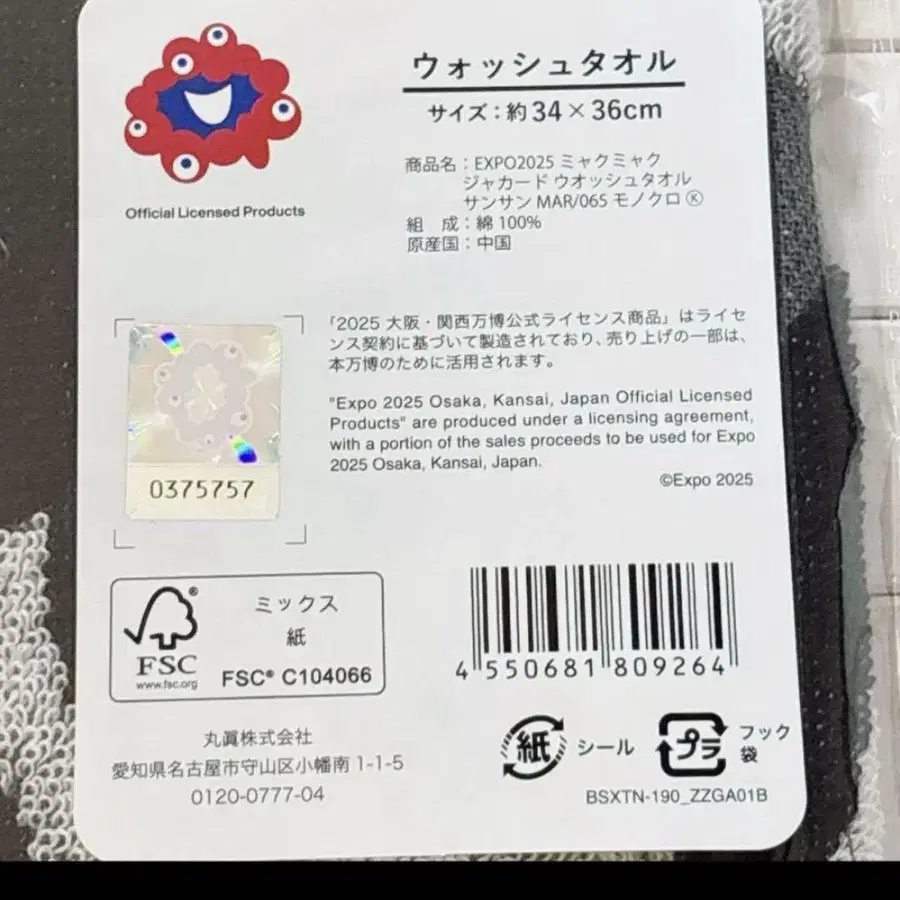 Official Licensed Products
ウォッシュタオル
サイズ：約34×36cm
商品名：EXPO2025 ミャクミャク
ジャカード ウオッシュタオル
サンサン MAR/065 モノクロ Ⓚ
組　成：綿 100%
原産国：中国
「2025 大阪・関西万博公式ライセンス商品」はライセ
ンス契約に基づいて製造されており、売り上げの一部は、
本万博のために活用されます。
"Expo 2025 Osaka, Kansai, Japan Official Licensed
Products" are produced under a licensing agreement,
with a portion of the sales proceeds to be used for Expo
2025 Osaka, Kansai, Japan.
©Expo 2025
0375757
FSC®
www.fsc.org
ミックス
紙
FSC® C104066
4 550681 809264
丸眞株式会社
愛知県名古屋市守山区小幡南 1-1-5
0120-0777-04
紙 シール
プラ フック
袋
BSXTN-190_ZZGA01B